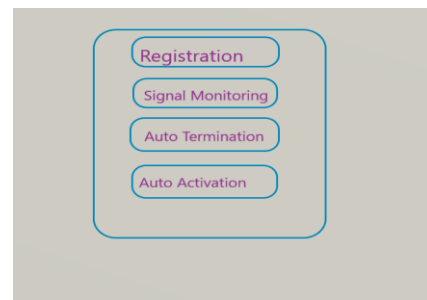 Registration
Signal Monitoring
Auto Termination
Auto Activation